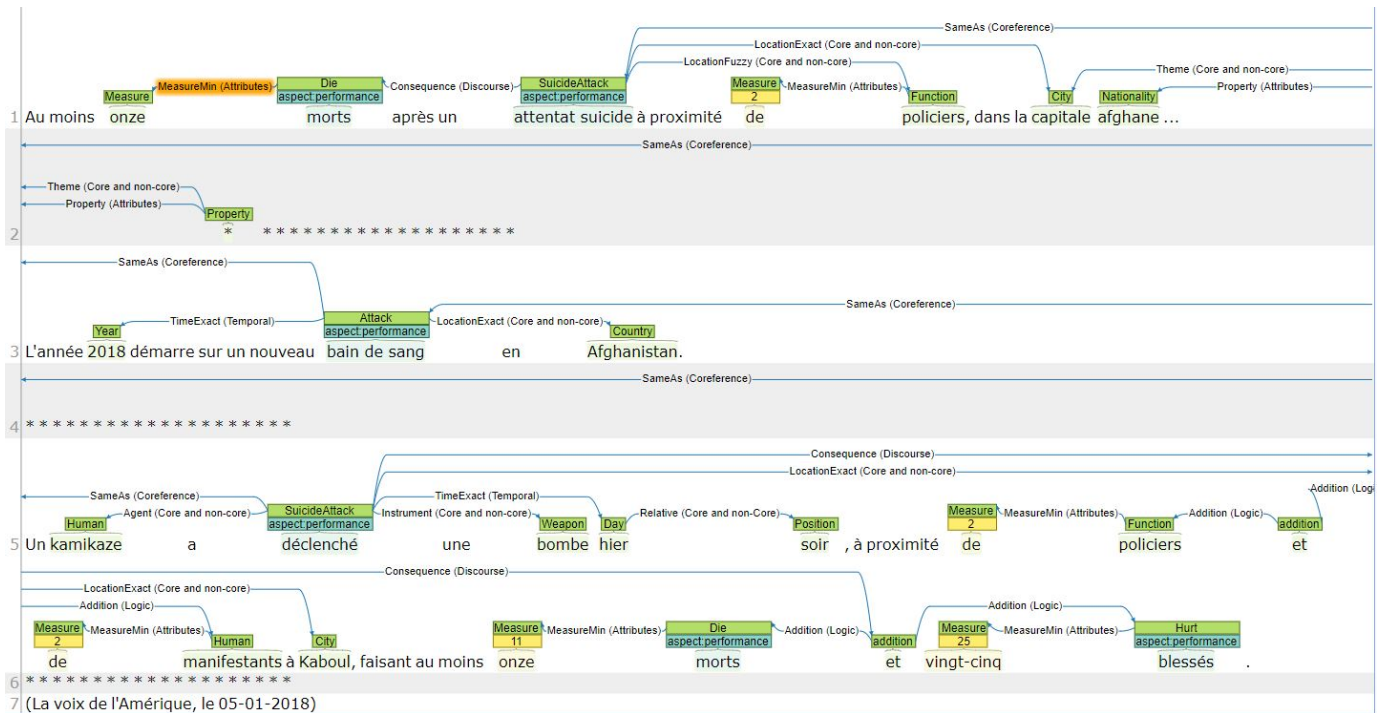 SameAs (Coreference)
LocationExact (Core and non-core)
LocationFuzzy (Core and non-core)
Theme (Core and non-core)
Measure MeasureMin (Attributes) Die Consequence (Discourse) SuicideAttack Measure MeasureMin (Attributes) Function City Nationality Property (Attributes)
aspect:performance aspect:performance 2
1 Au moins onze morts après un attentat suicide à proximité de policiers, dans la capitale afghane ...
SameAs (Coreference)
Theme (Core and non-core)
Property (Attributes)
Property
2 * * * * * * * * * * * * * * * * * * * *
SameAs (Coreference)
SameAs (Coreference)
Year TimeExact (Temporal) Attack LocationExact (Core and non-core) Country
aspect:performance
3 L'année 2018 démarre sur un nouveau bain de sang en Afghanistan.
SameAs (Coreference)
4 * * * * * * * * * * * * * * * * * * * *
Consequence (Discourse)
LocationExact (Core and non-core)
SameAs (Coreference) TimeExact (Temporal) Addition (Log
Human Agent (Core and non-core) SuicideAttack Instrument (Core and non-core) Weapon Day Relative (Core and non-Core) Position Measure MeasureMin (Attributes) Function Addition (Logic) addition
aspect:performance 2
5 Un kamikaze a déclenché une bombe hier soir , à proximité de policiers et
Consequence (Discourse)
LocationExact (Core and non-core)
Addition (Logic) Addition (Logic)
Measure MeasureMin (Attributes) Human City Measure MeasureMin (Attributes) Die Addition (Logic) addition Measure MeasureMin (Attributes) Hurt
2 11 aspect:performance 25 aspect:performance
de manifestants à Kaboul, faisant au moins onze morts et vingt-cinq blessés .
6 * * * * * * * * * * * * * * * * * * * *
7 (La voix de l'Amérique, le 05-01-2018)